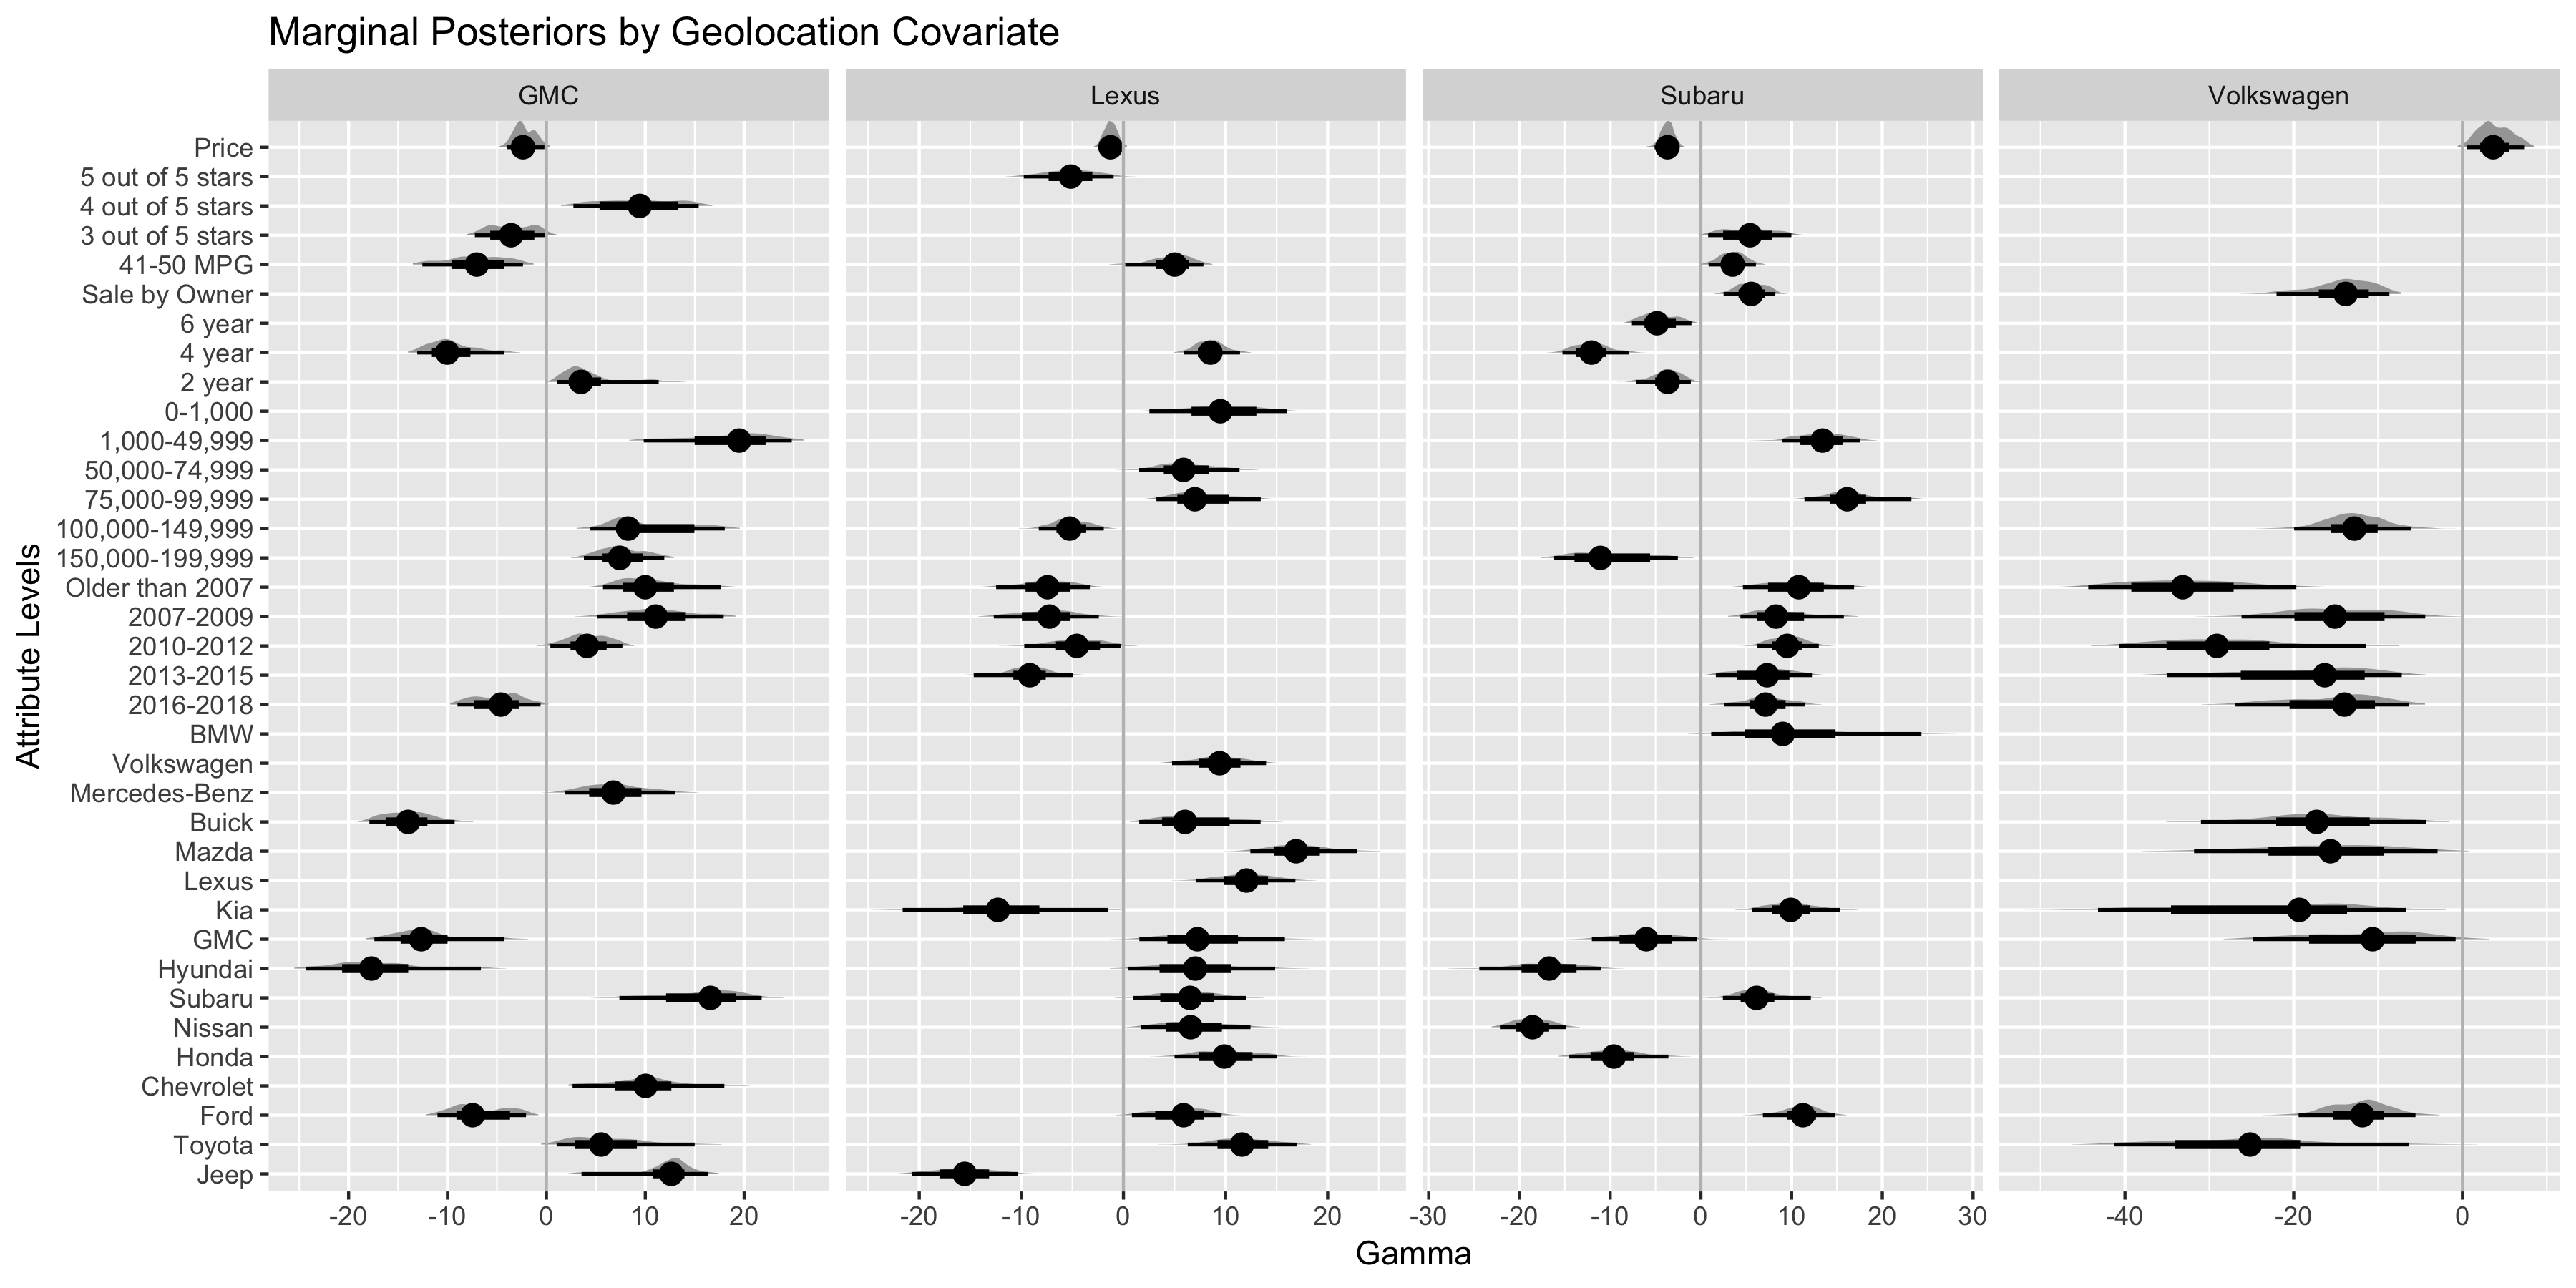 Marginal Posteriors by Geolocation Covariate
GMC
Lexus
Subaru
Volkswagen
Attribute Levels
Price
5 out of 5 stars
4 out of 5 stars
3 out of 5 stars
41-50 MPG
Sale by Owner
6 year
4 year
2 year
0-1,000
1,000-49,999
50,000-74,999
75,000-99,999
100,000-149,999
150,000-199,999
Older than 2007
2007-2009
2010-2012
2013-2015
2016-2018
BMW
Volkswagen
Mercedes-Benz
Buick
Mazda
Lexus
Kia
GMC
Hyundai
Subaru
Nissan
Honda
Chevrolet
Ford
Toyota
Jeep
-20 -10 0 10 20
-20 -10 0 10 20
-30 -20 -10 0 10 20 30
-40 -20 0
Gamma